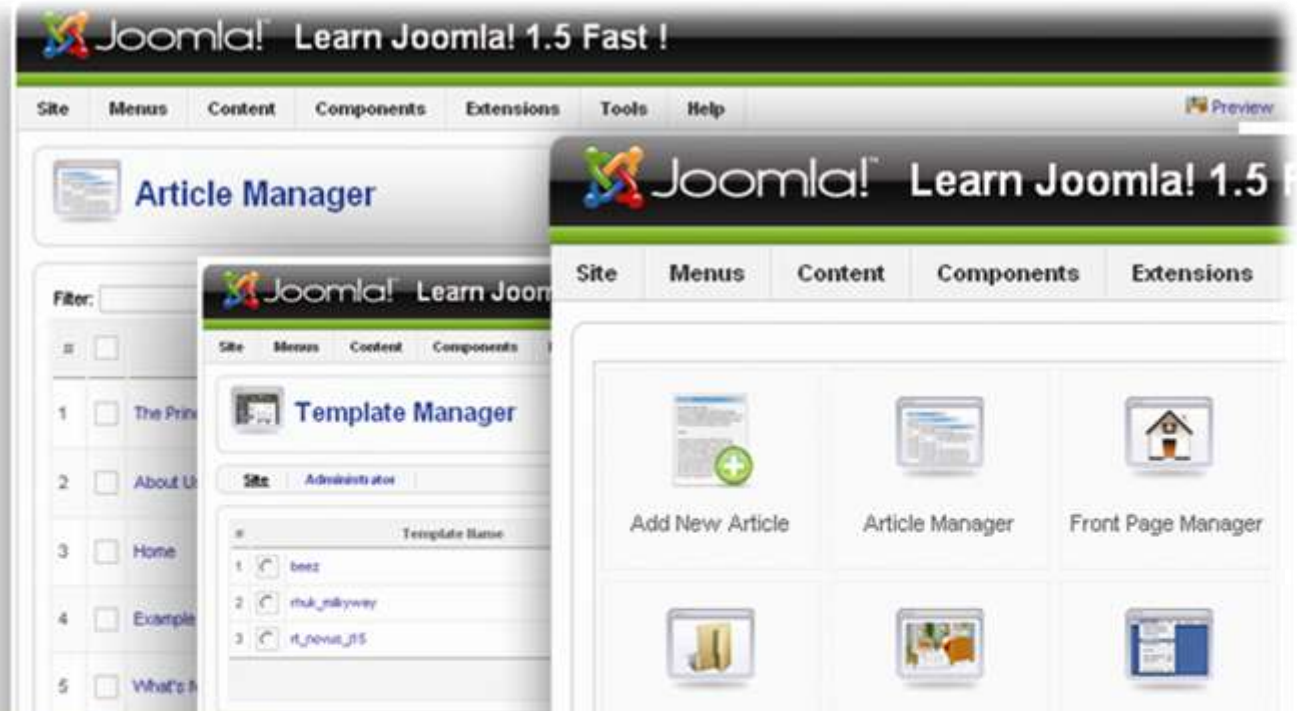 Joomla!™ Learn Joomla! 1.5 Fast !
Site Menus Content Components Extensions Tools Help Preview
Article Manager
Filter:
#
1 The
2 About
3 Home
4 Example
5 What's
Joomla!™ Learn
Site Menus Content Components
Template Manager
Site Administrator
# Template Name
1 beez
2 rhuk_milkyway
3 rt_novus_j15
Joomla!™ Learn Joomla! 1.5
Site Menus Content Components Extensions
Add New Article Article Manager Front Page Manager